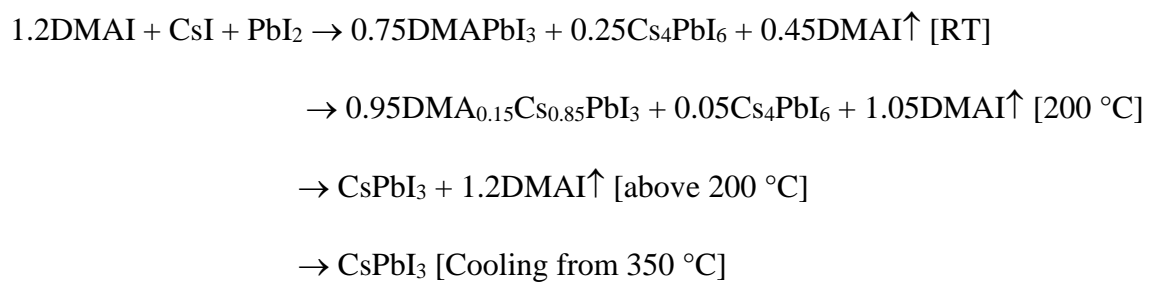 1.2DMAI + CsI + PbI₂ → 0.75DMAPbI₃ + 0.25Cs₄PbI₆ + 0.45DMAI↑ [RT]
→ 0.95DMA₀.₁₅Cs₀.₈₅PbI₃ + 0.05Cs₄PbI₆ + 1.05DMAI↑ [200 °C]
→ CsPbI₃ + 1.2DMAI↑ [above 200 °C]
→ CsPbI₃ [Cooling from 350 °C]